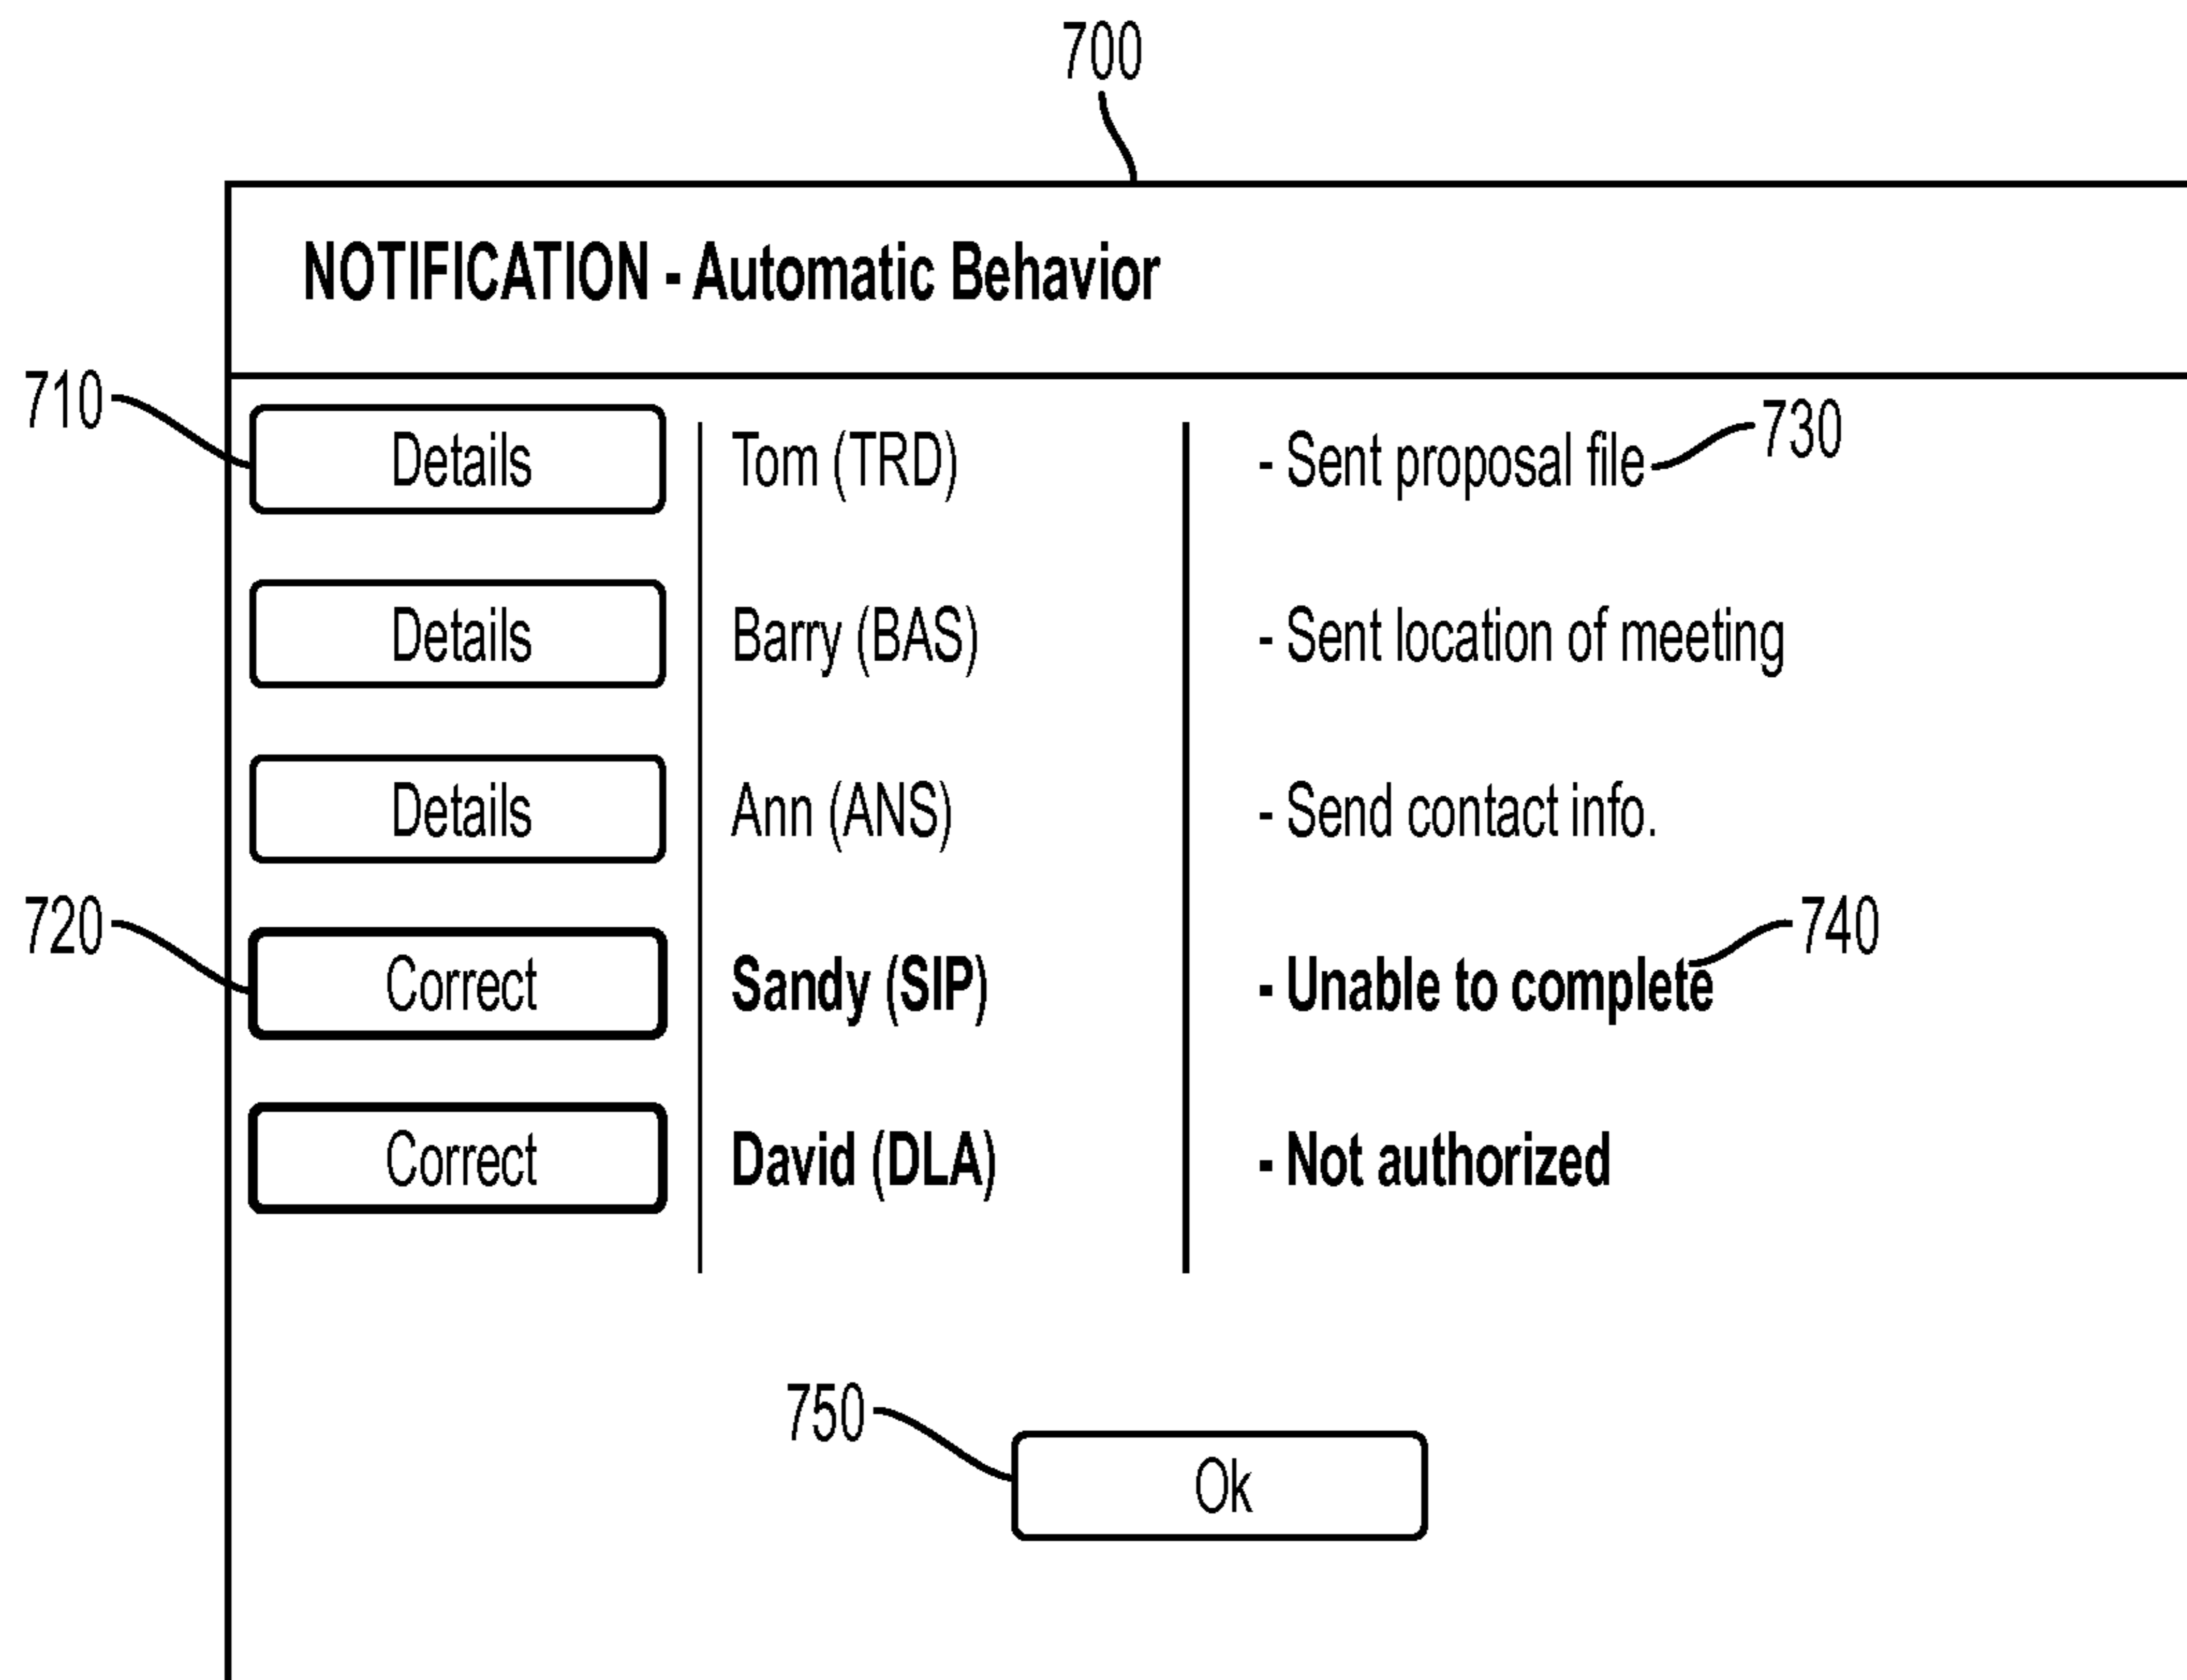 700
NOTIFICATION - Automatic Behavior
710 Details Tom (TRD) - Sent proposal file 730
Details Barry (BAS) - Sent location of meeting
Details Ann (ANS) - Send contact info.
720 Correct Sandy (SIP) - Unable to complete 740
Correct David (DLA) - Not authorized
750
Ok